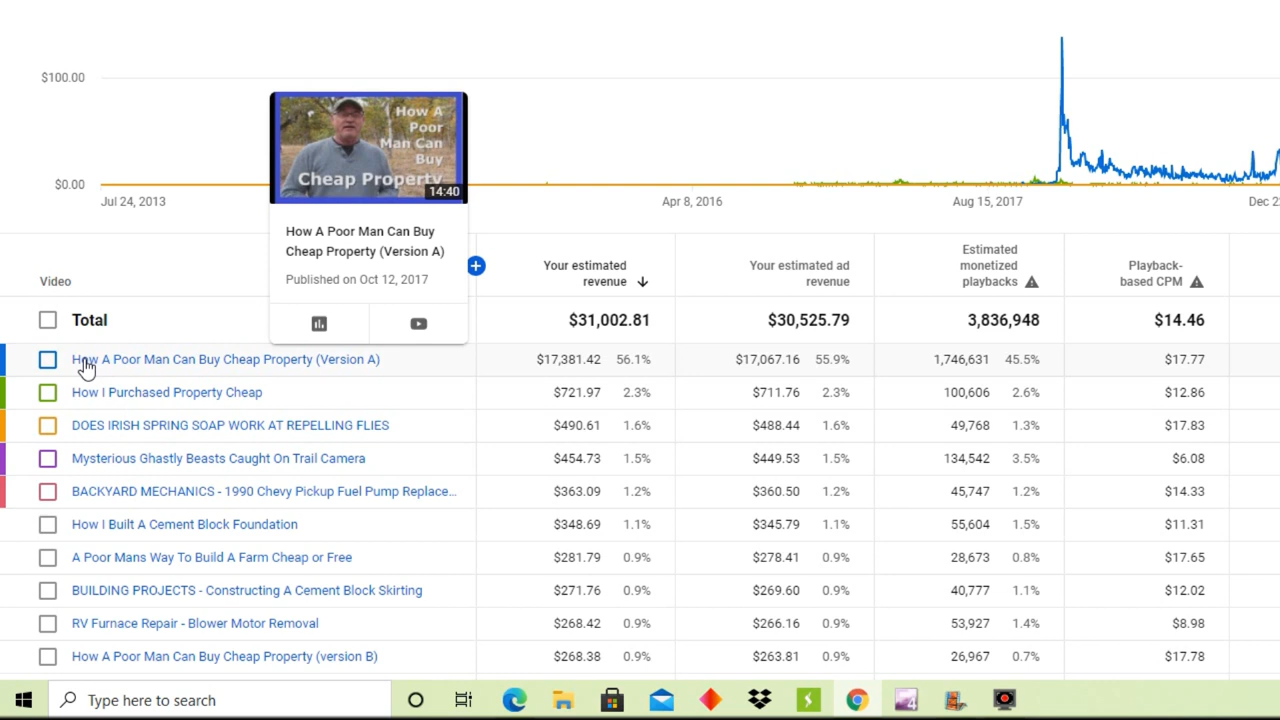 $100.00
$0.00
Jul 24, 2013
Apr 8, 2016
Aug 15, 2017
Dec 2
How A
Poor
Man Can
Buy
Cheap Property
14:40
How A Poor Man Can Buy
Cheap Property (Version A)
Published on Oct 12, 2017
Video
Your estimated
revenue
Your estimated ad
revenue
Estimated
monetized
playbacks
Playback-
based CPM
Total $31,002.81 $30,525.79 3,836,948 $14.46
How A Poor Man Can Buy Cheap Property (Version A) $17,381.42 56.1% $17,067.16 55.9% 1,746,631 45.5% $17.77
How I Purchased Property Cheap $721.97 2.3% $711.76 2.3% 100,606 2.6% $12.86
DOES IRISH SPRING SOAP WORK AT REPELLING FLIES $490.61 1.6% $488.44 1.6% 49,768 1.3% $17.83
Mysterious Ghastly Beasts Caught On Trail Camera $454.73 1.5% $449.53 1.5% 134,542 3.5% $6.08
BACKYARD MECHANICS - 1990 Chevy Pickup Fuel Pump Replace... $363.09 1.2% $360.50 1.2% 45,747 1.2% $14.33
How I Built A Cement Block Foundation $348.69 1.1% $345.79 1.1% 55,604 1.5% $11.31
A Poor Mans Way To Build A Farm Cheap or Free $281.79 0.9% $278.41 0.9% 28,673 0.8% $17.65
BUILDING PROJECTS - Constructing A Cement Block Skirting $271.76 0.9% $269.60 0.9% 40,777 1.1% $12.02
RV Furnace Repair - Blower Motor Removal $268.42 0.9% $266.16 0.9% 53,927 1.4% $8.98
How A Poor Man Can Buy Cheap Property (version B) $268.38 0.9% $263.81 0.9% 26,967 0.7% $17.78
Type here to search
4